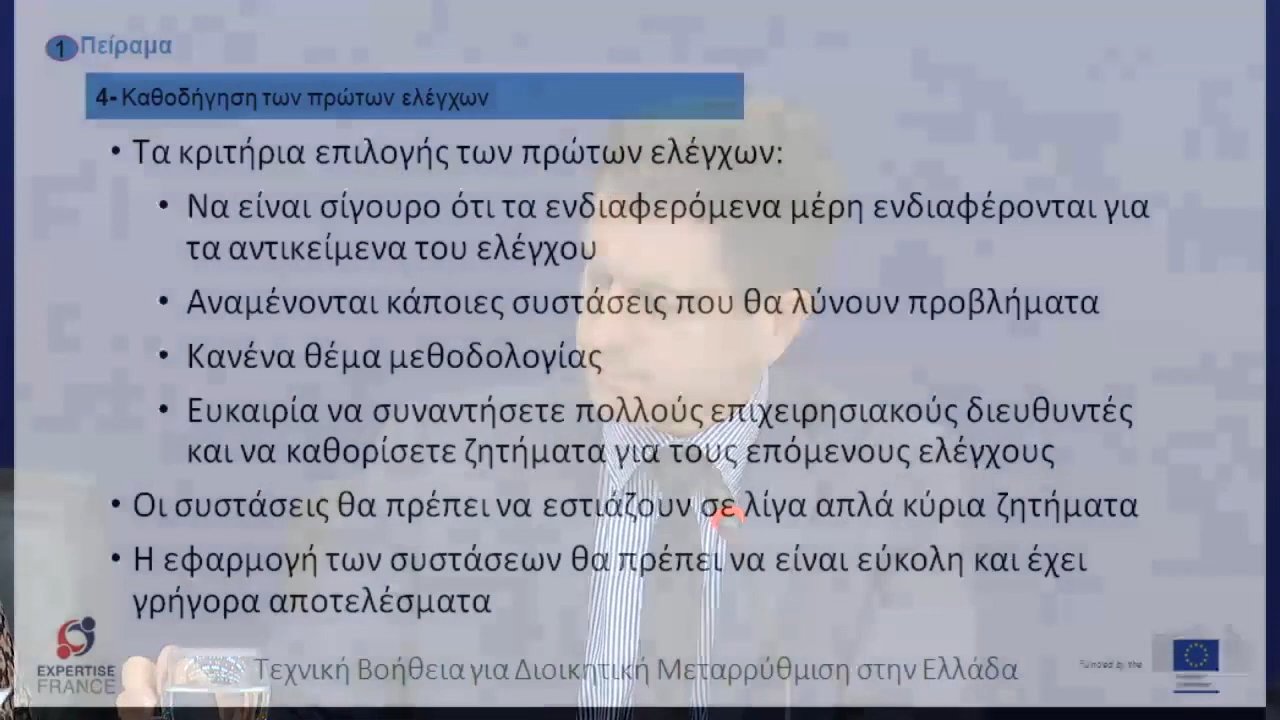 1 Πείραμα
4- Καθοδήγηση των πρώτων ελέγχων
• Τα κριτήρια επιλογής των πρώτων ελέγχων:
• Να είναι σίγουρο ότι τα ενδιαφερόμενα μέρη ενδιαφέρονται για
τα αντικείμενα του ελέγχου
• Αναμένονται κάποιες συστάσεις που θα λύνουν προβλήματα
• Κανένα θέμα μεθοδολογίας
• Ευκαιρία να συναντήσετε πολλούς επιχειρησιακούς διευθυντές
και να καθορίσετε ζητήματα για τους επόμενους ελέγχους
• Οι συστάσεις θα πρέπει να εστιάζουν σε λίγα απλά κύρια ζητήματα
• Η εφαρμογή των συστάσεων θα πρέπει να είναι εύκολη και έχει
γρήγορα αποτελέσματα
EXPERTISE
FRANCE
Τεχνική Βοήθεια για Διοικητική Μεταρρύθμιση στην Ελλάδα
Funded by the